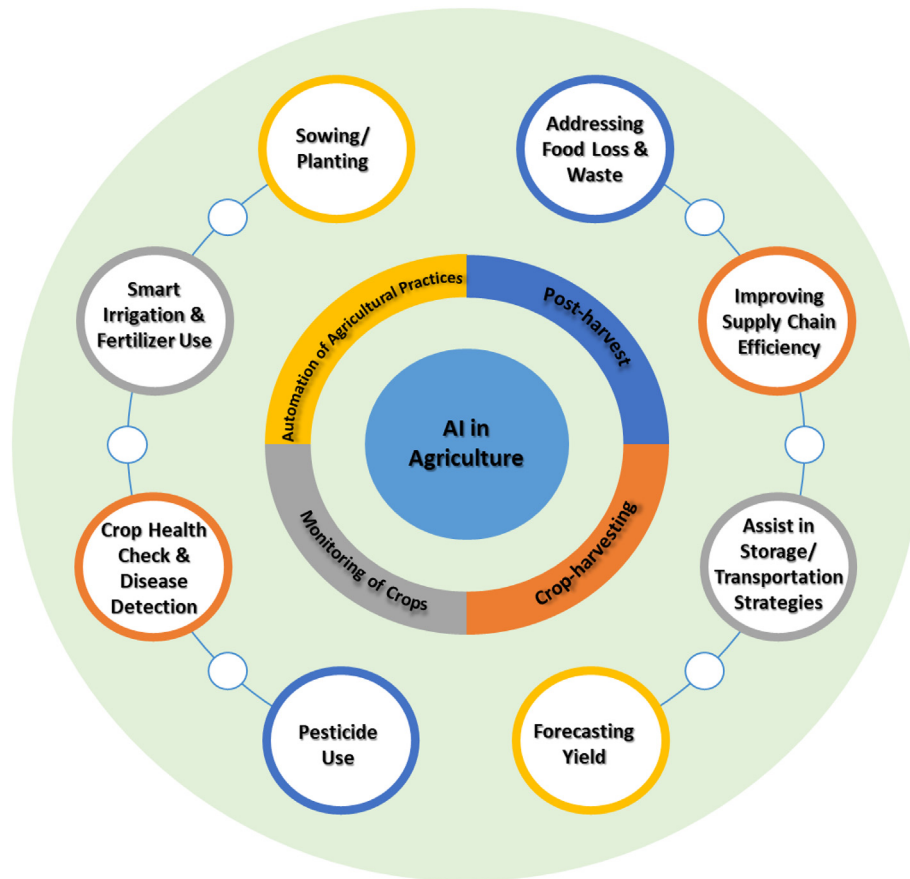 Sowing/
Planting
Addressing
Food Loss &
Waste
Smart
Irrigation &
Fertilizer Use
Automation of Agricultural Practices
Post-harvest
Improving
Supply Chain
Efficiency
AI in
Agriculture
Crop Health
Check &
Disease
Detection
Monitoring of Crops
Crop-harvesting
Assist in
Storage/
Transportation
Strategies
Pesticide
Use
Forecasting
Yield